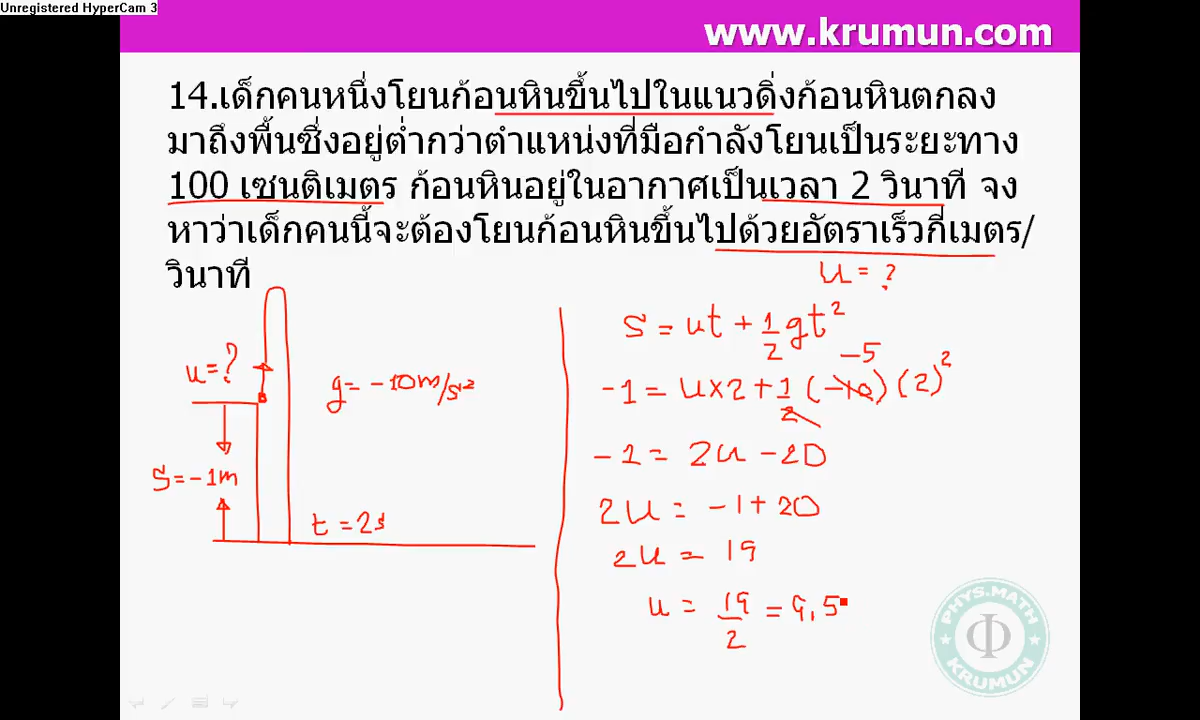 Unregistered HyperCam 3
www.krumun.com
14.เด็กคนหนึ่งโยนก้อนหินขึ้นไปในแนวดิ่งก้อนหินตกลง
มาถึงพื้นซึ่งอยู่ต่ำกว่าตำแหน่งที่มือกำลังโยนเป็นระยะทาง
100 เซนติเมตร ก้อนหินอยู่ในอากาศเป็นเวลา 2 วินาที จง
หาว่าเด็กคนนี้จะต้องโยนก้อนหินขึ้นไปด้วยอัตราเร็วกี่เมตร/
วินาที
u = ?
u = ?
g = -10 m/s²
S = -1m
t = 2s
S = ut + 1/2 gt²
-5
-1 = u×2 + 1/2 (-10) (2)²
-1 = 2u - 20
2u = -1 + 20
2u = 19
u = 19/2 = 9.5
PHYS.MATH
Φ
KRUMUN